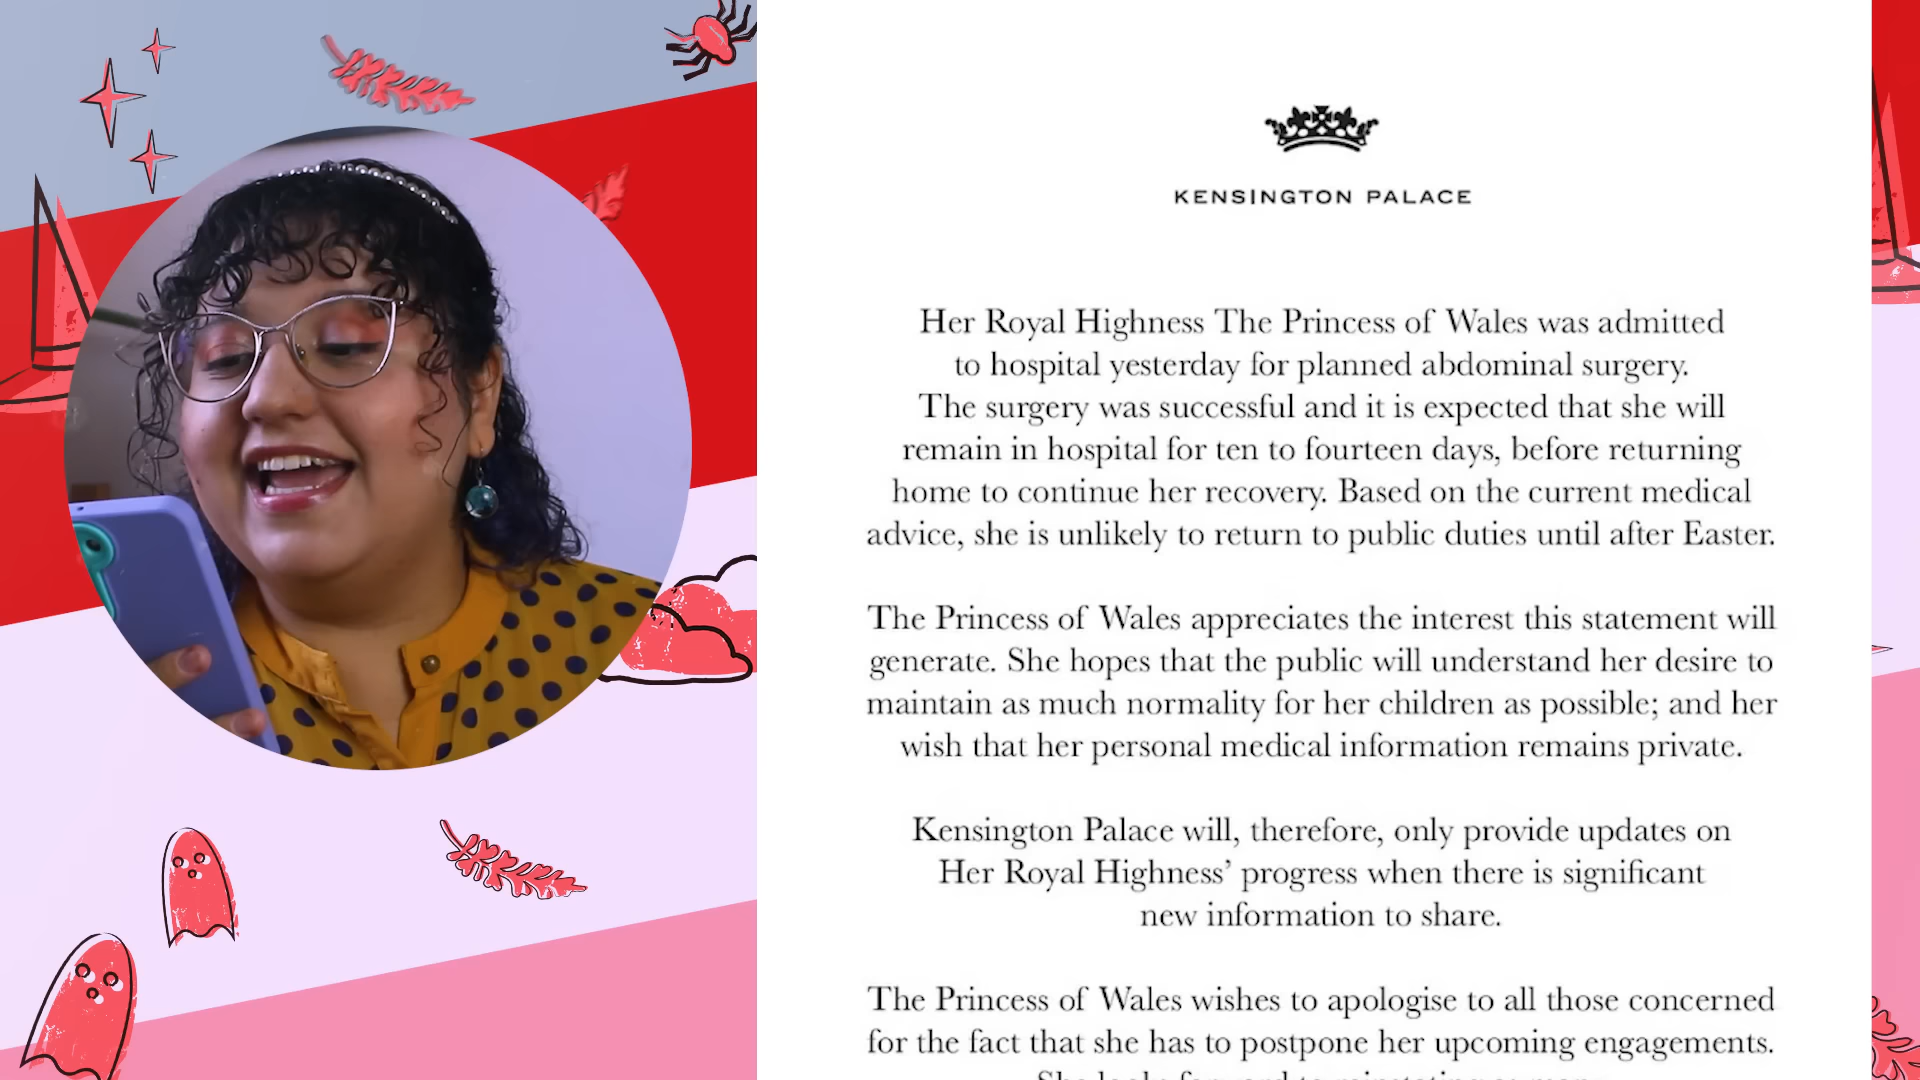 KENSINGTON PALACE
Her Royal Highness The Princess of Wales was admitted
to hospital yesterday for planned abdominal surgery.
The surgery was successful and it is expected that she will
remain in hospital for ten to fourteen days, before returning
home to continue her recovery. Based on the current medical
advice, she is unlikely to return to public duties until after Easter.
The Princess of Wales appreciates the interest this statement will
generate. She hopes that the public will understand her desire to
maintain as much normality for her children as possible; and her
wish that her personal medical information remains private.
Kensington Palace will, therefore, only provide updates on
Her Royal Highness’ progress when there is significant
new information to share.
The Princess of Wales wishes to apologise to all those concerned
for the fact that she has to postpone her upcoming engagements.
She looks forward to reinstating as many